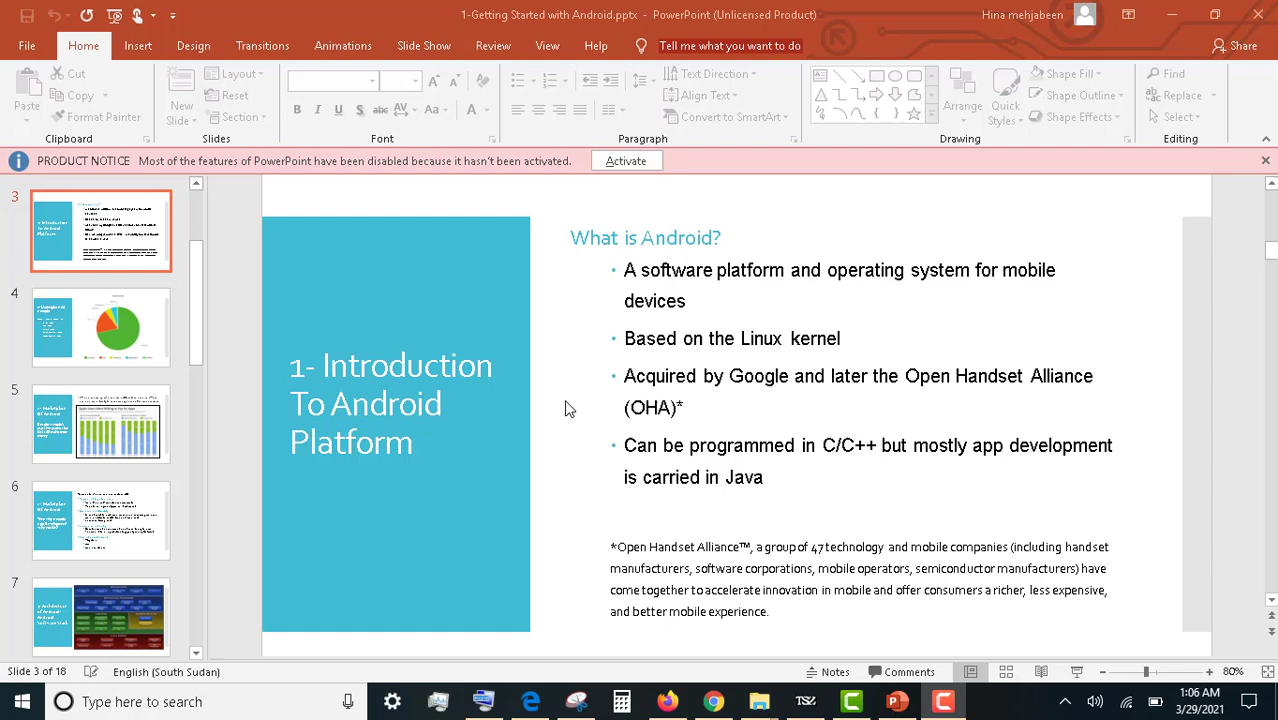 1-Getting Started with Android.pptx - PowerPoint (Unlicensed Product)
Hina mehjabeen
File Home Insert Design Transitions Animations Slide Show Review View Help Tell me what you want to do Share
Paste Cut Copy Format Painter
Clipboard
New Slide Layout Reset Section
Slides
B I U S abc AV Aa A
Font
Text Direction Align Text Convert to SmartArt
Paragraph
Arrange Quick Styles Shape Fill Shape Outline Shape Effects
Drawing
Find Replace Select
Editing
PRODUCT NOTICE Most of the features of PowerPoint have been disabled because it hasn't been activated. Activate
3
4
5
6
7
1- Introduction
To Android
Platform
What is Android?
• A software platform and operating system for mobile
devices
• Based on the Linux kernel
• Acquired by Google and later the Open Handset Alliance
(OHA)*
• Can be programmed in C/C++ but mostly app development
is carried in Java
*Open Handset Alliance™, a group of 47 technology and mobile companies (including handset
manufacturers, software corporations, mobile operators, semiconductor manufacturers) have
come together to accelerate innovation in mobile and offer consumers a richer, less expensive,
and better mobile experience.
Slide 3 of 18 English (South Sudan) Notes Comments 80%
Type here to search
1:06 AM
3/29/2021